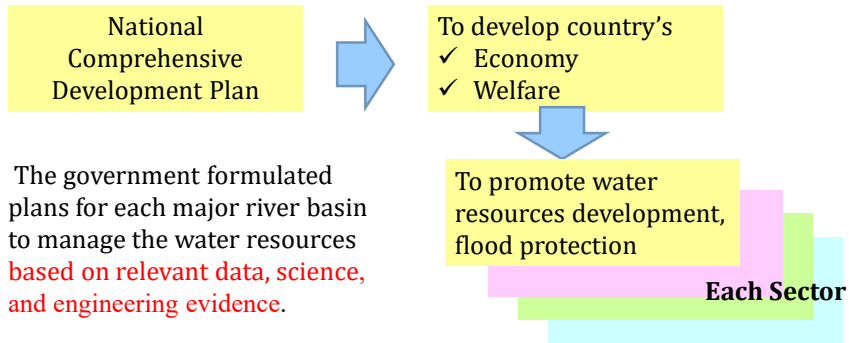 National
Comprehensive
Development Plan
To develop country's
✓ Economy
✓ Welfare
The government formulated
plans for each major river basin
to manage the water resources
based on relevant data, science,
and engineering evidence.
To promote water
resources development,
flood protection
Each Sector